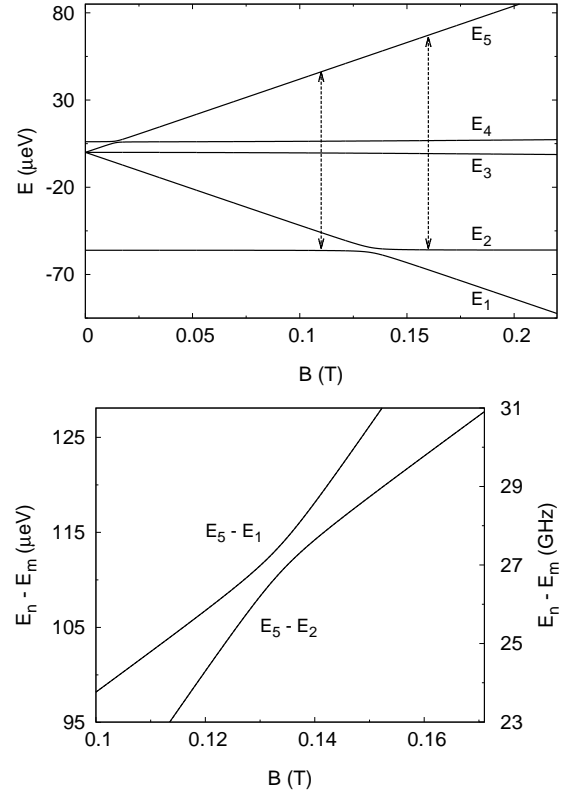 80
30
-20
-70
E (μeV)
E5
E4
E3
E2
E1
0
0.05
0.1
0.15
0.2
B (T)
125
115
105
95
En - Em (μeV)
31
29
27
25
23
En - Em (GHz)
E5 - E1
E5 - E2
0.1
0.12
0.14
0.16
B (T)